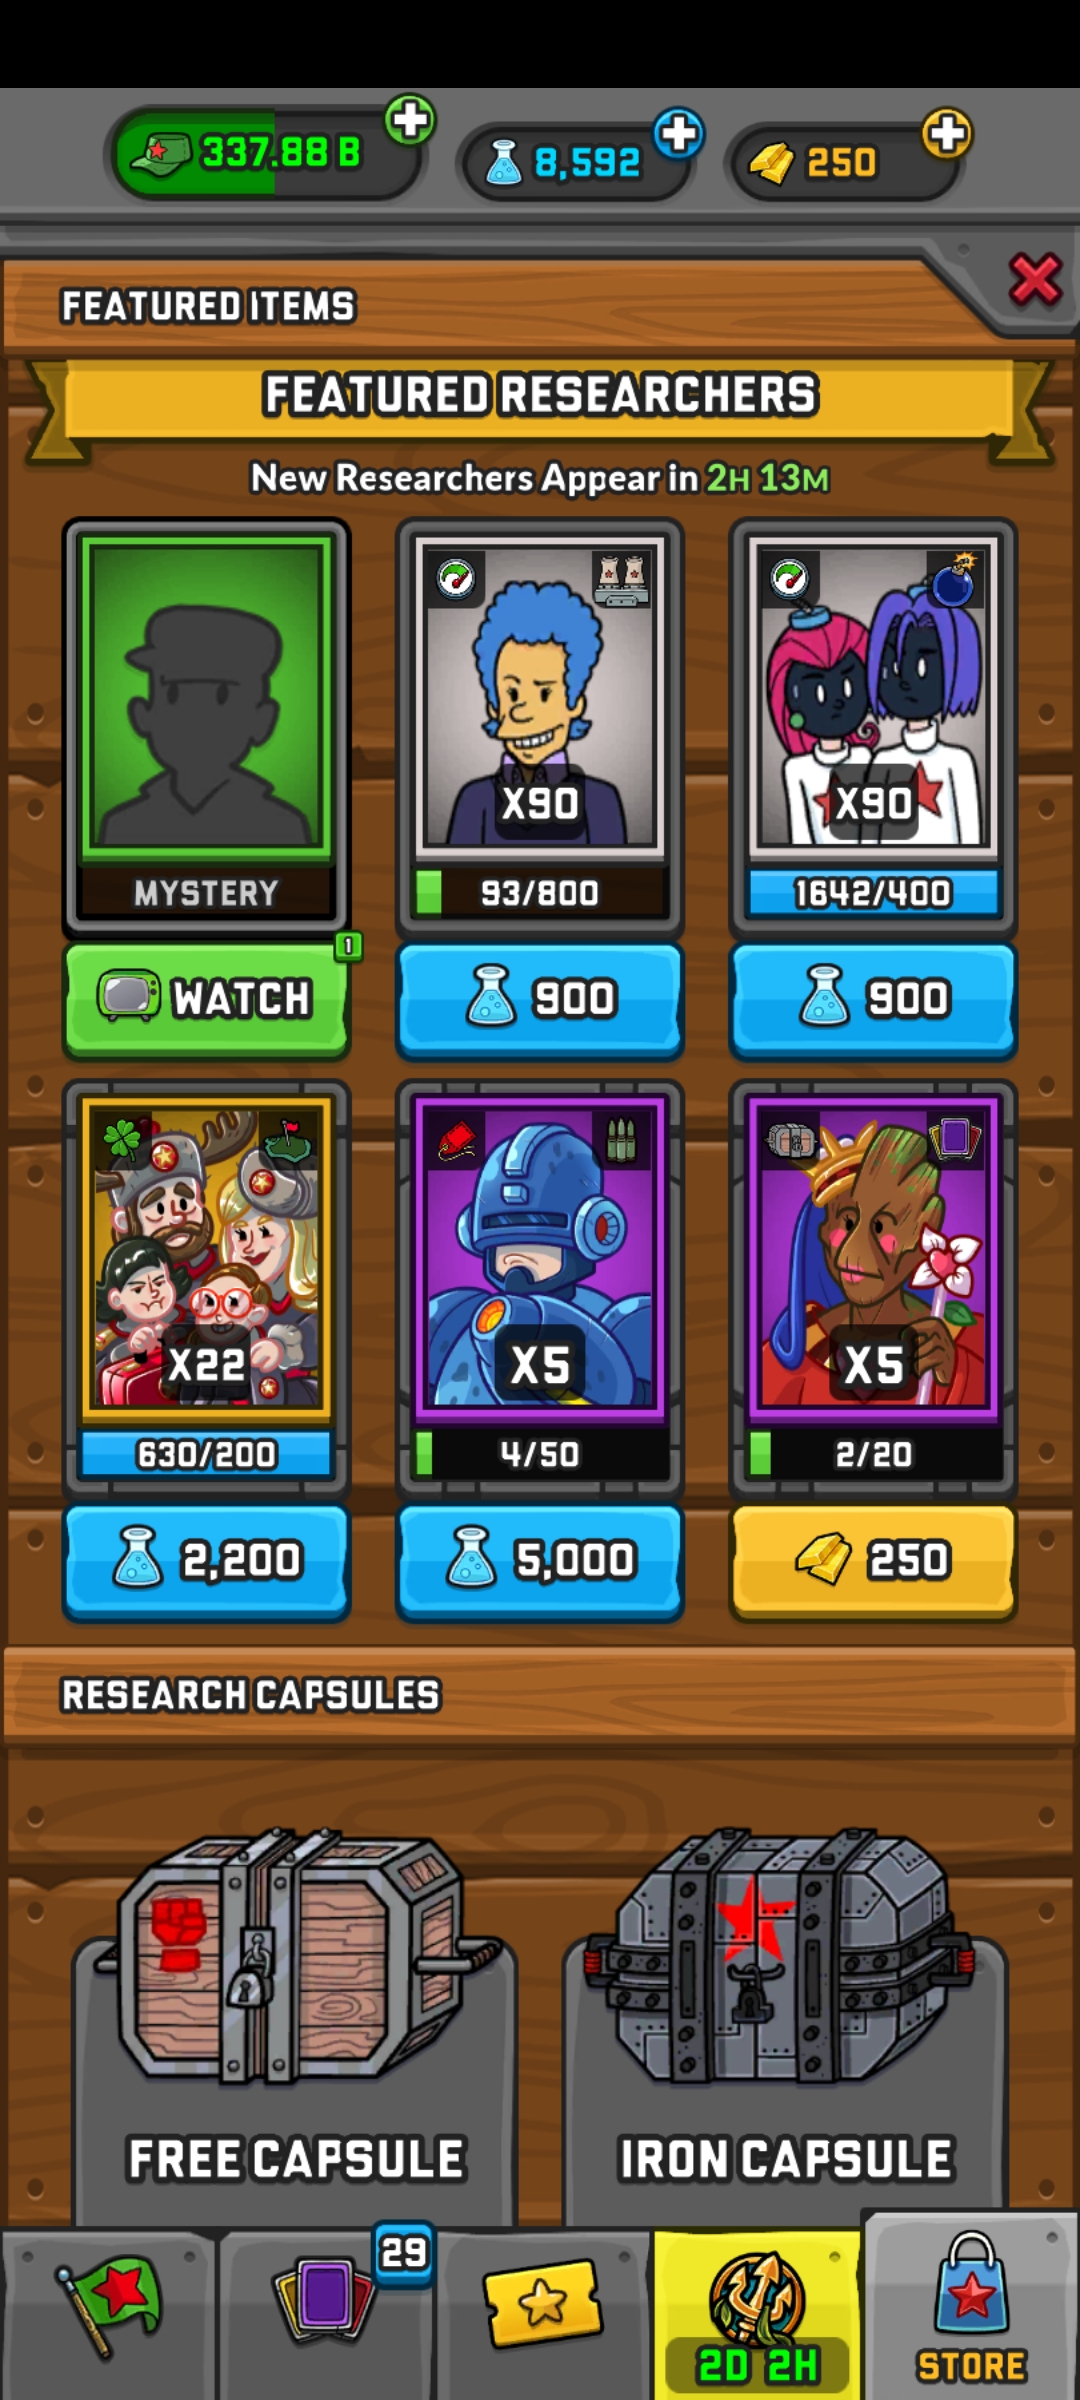 337.88 B
8,592
250
FEATURED ITEMS
FEATURED RESEARCHERS
New Researchers Appear in 2H 13M
X90
X90
MYSTERY
93/800
1642/400
1
WATCH
900
900
X22
X5
X5
630/200
4/50
2/20
2,200
5,000
250
RESEARCH CAPSULES
FREE CAPSULE
IRON CAPSULE
29
2D 2H
STORE